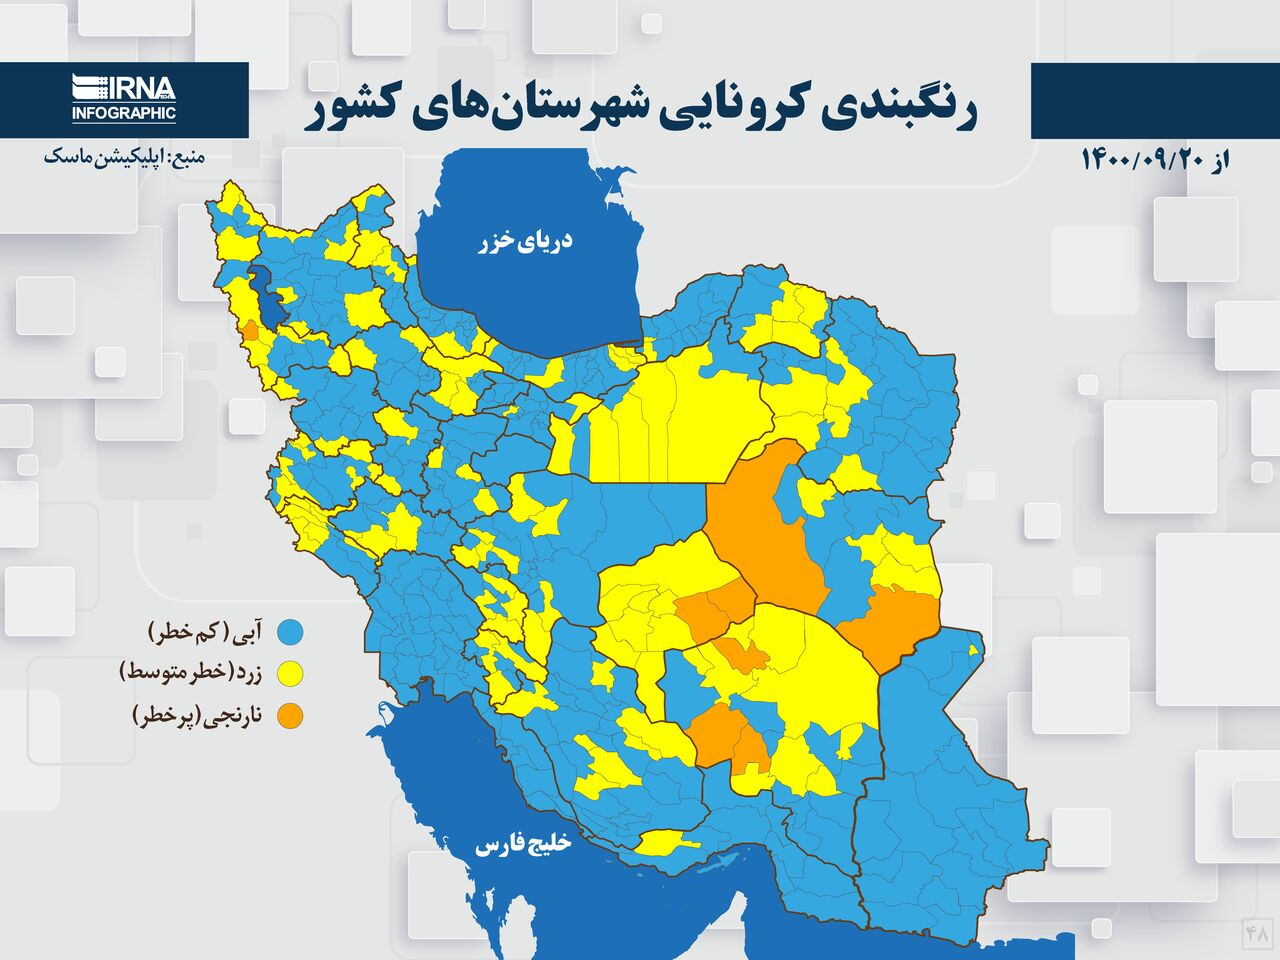 IRNA
INFOGRAPHIC
رنگبندی کرونایی شهرستان‌های کشور
از ۱۴۰۰/۰۹/۲۰
منبع: اپلیکیشن ماسک
دریای خزر
آبی (کم خطر)
زرد(خطر متوسط)
نارنجی(پرخطر)
خلیج فارس
۴۸